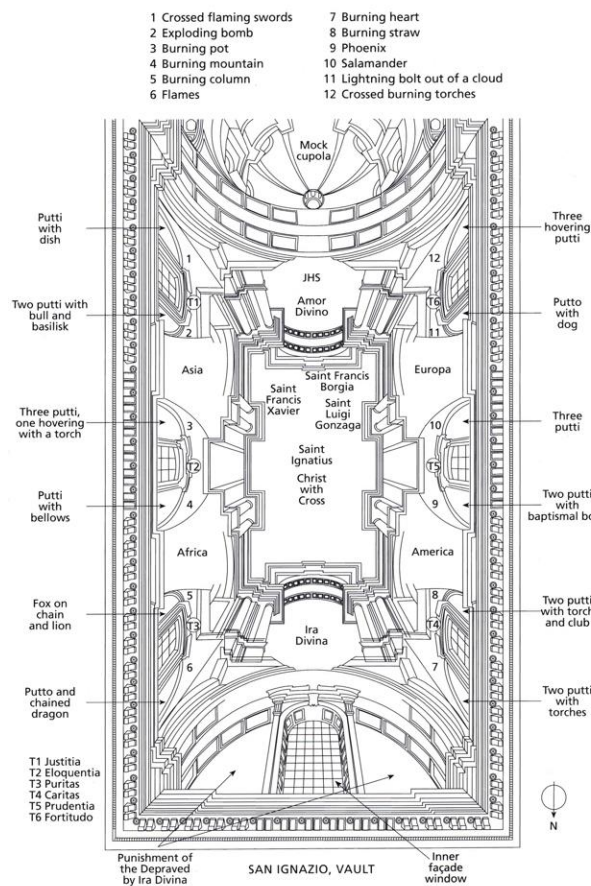 1 Crossed flaming swords
2 Exploding bomb
3 Burning pot
4 Burning mountain
5 Burning column
6 Flames
7 Burning heart
8 Burning straw
9 Phoenix
10 Salamander
11 Lightning bolt out of a cloud
12 Crossed burning torches
Mock
cupola
Putti
with
dish
Three
hovering
putti
1
12
JHS
Amor
Divino
T1
T6
Two putti with
bull and
basilisk
Putto
with
dog
2
11
Asia
Europa
Saint Francis
Borgia
Saint
Francis
Xavier
Saint
Luigi
Gonzaga
Three putti,
one hovering
with a torch
Three
putti
3
10
T2
T5
Saint
Ignatius
Christ
with
Cross
Putti
with
bellows
Two putti
with
baptismal bo
4
9
Africa
America
5
8
Fox on
chain
and lion
Two putti
with torch
and club
T3
T4
Ira
Divina
6
7
Putto and
chained
dragon
Two putti
with
torches
T1 Justitia
T2 Eloquentia
T3 Puritas
T4 Caritas
T5 Prudentia
T6 Fortitudo
N
Punishment of
the Depraved
by Ira Divina
SAN IGNAZIO, VAULT
Inner
façade
window